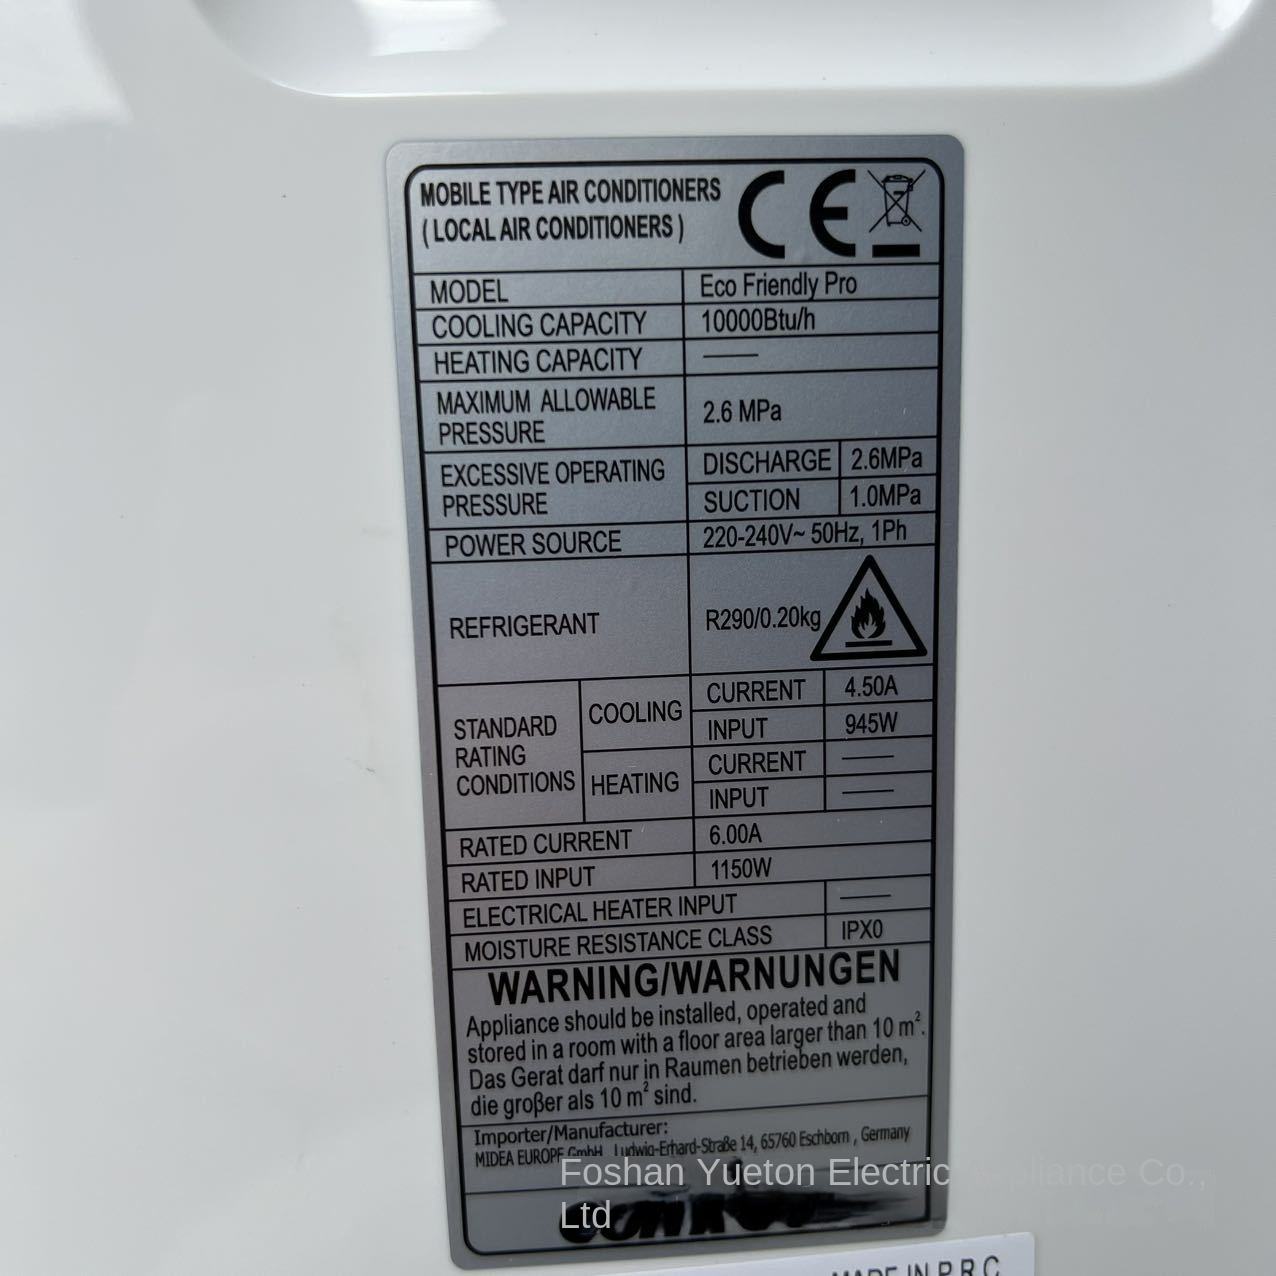 MOBILE TYPE AIR CONDITIONERS
( LOCAL AIR CONDITIONERS )
CE
MODEL Eco Friendly Pro
COOLING CAPACITY 10000Btu/h
HEATING CAPACITY ——
MAXIMUM ALLOWABLE
PRESSURE 2.6 MPa
EXCESSIVE OPERATING
PRESSURE
DISCHARGE 2.6MPa
SUCTION 1.0MPa
POWER SOURCE 220-240V~ 50Hz, 1Ph
REFRIGERANT R290/0.20kg
STANDARD
RATING
CONDITIONS
COOLING
CURRENT 4.50A
INPUT 945W
HEATING
CURRENT ——
INPUT ——
RATED CURRENT 6.00A
RATED INPUT 1150W
ELECTRICAL HEATER INPUT ——
MOISTURE RESISTANCE CLASS IPX0
WARNING/WARNUNGEN
Appliance should be installed, operated and
stored in a room with a floor area larger than 10 m².
Das Gerat darf nur in Raumen betrieben werden,
die großer als 10 m² sind.
Importer/Manufacturer:
MIDEA EUROPE GmbH Ludwig-Erhard-Straße 14, 65760 Eschborn , Germany
Foshan Yueton Electric Appliance Co.,
Ltd
MADE IN P.R.C